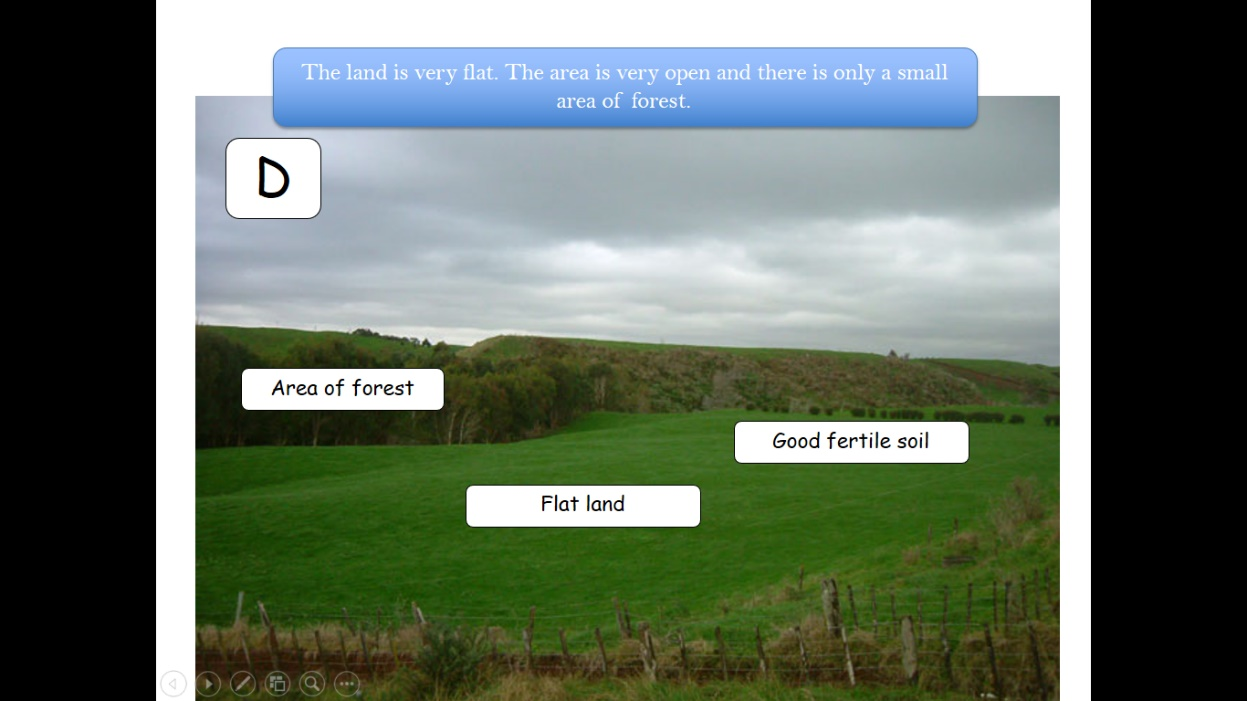 The land is very flat. The area is very open and there is only a small
area of forest.
D
Area of forest
Good fertile soil
Flat land